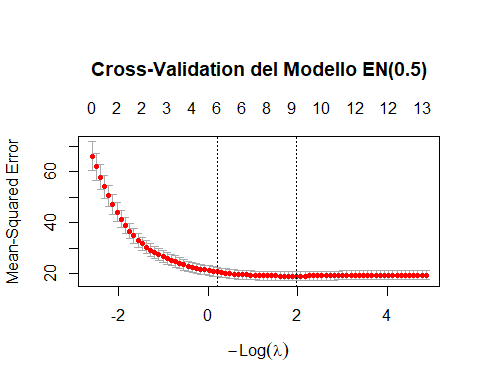 Cross-Validation del Modello EN(0.5)
0 2 2 3 4 6 6 8 9 10 12 12 13
Mean-Squared Error
60
40
20
-2 0 2 4
−Log(λ)